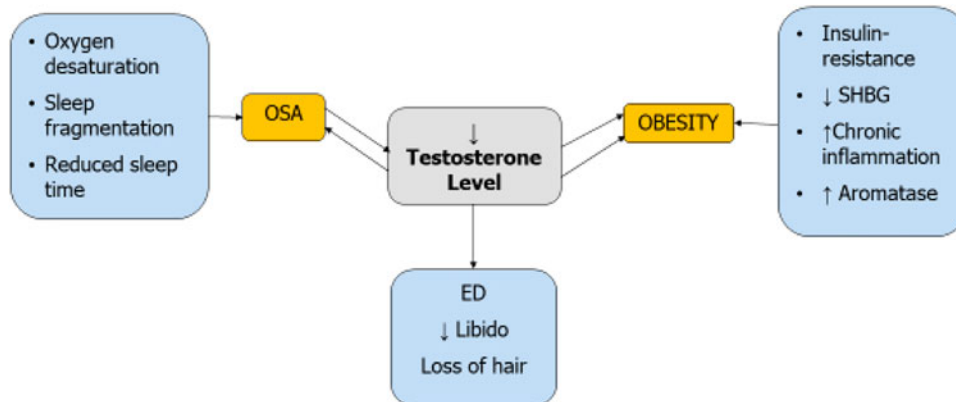 • Oxygen
desaturation
• Sleep
fragmentation
• Reduced sleep
time
OSA
↓
Testosterone
Level
OBESITY
• Insulin-
resistance
• ↓ SHBG
• ↑Chronic
inflammation
• ↑ Aromatase
ED
↓ Libido
Loss of hair